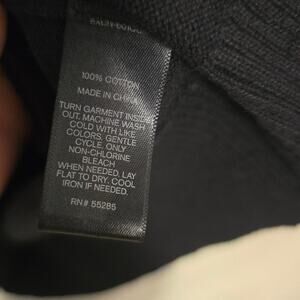 100% COTTON
MADE IN CHINA
TURN GARMENT INSIDE
OUT. MACHINE WASH
COLD WITH LIKE
COLORS. GENTLE
CYCLE. ONLY
NON-CHLORINE
BLEACH
WHEN NEEDED. LAY
FLAT TO DRY. COOL
IRON IF NEEDED.
RN# 55285